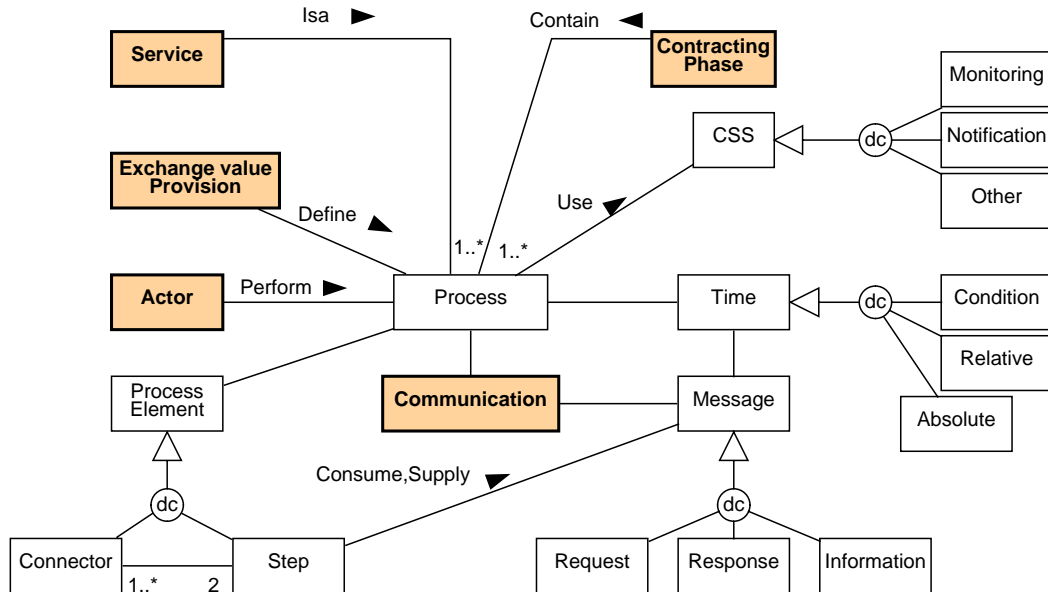 Isa
Contain
Service
Contracting
Phase
Monitoring
CSS
dc
Notification
Exchange value
Provision
Other
Define
Use
1..*
1..*
Actor
Perform
Process
Time
dc
Condition
Relative
Process
Element
Communication
Message
Absolute
Consume,Supply
dc
dc
Connector
Step
Request
Response
Information
1..*
2